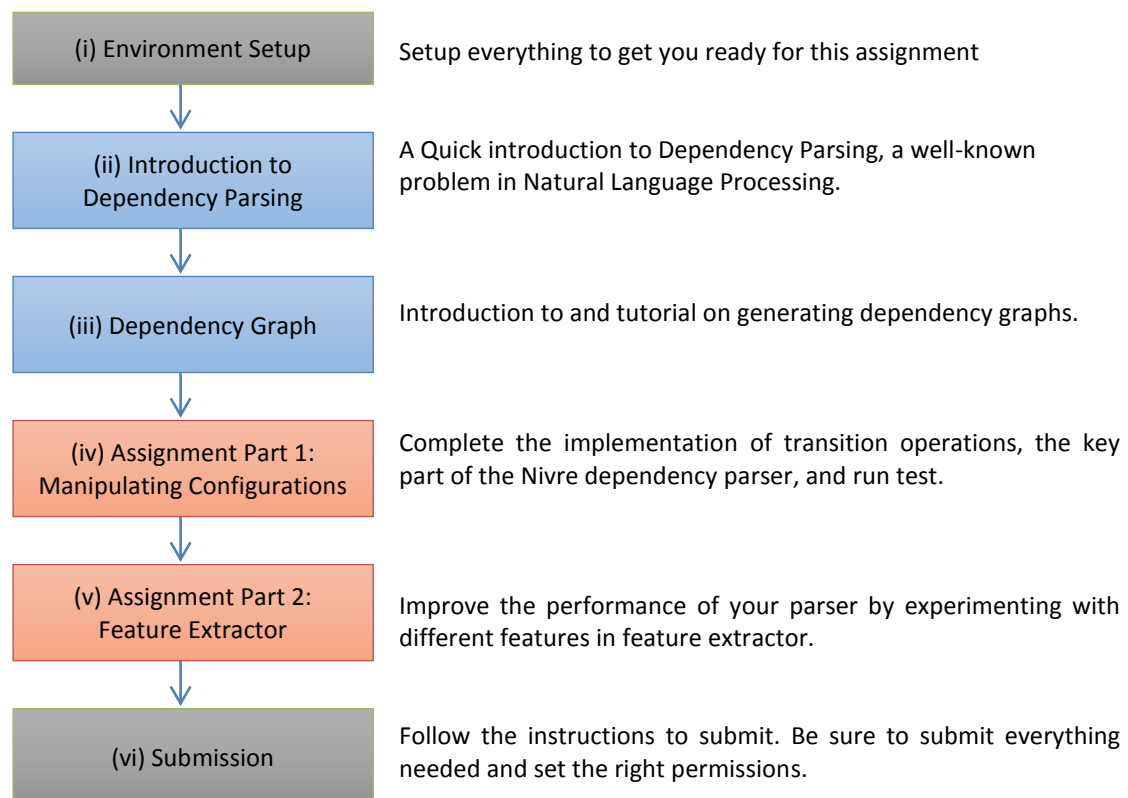 (i) Environment Setup
Setup everything to get you ready for this assignment
(ii) Introduction to
Dependency Parsing
A Quick introduction to Dependency Parsing, a well-known
problem in Natural Language Processing.
(iii) Dependency Graph
Introduction to and tutorial on generating dependency graphs.
(iv) Assignment Part 1:
Manipulating Configurations
Complete the implementation of transition operations, the key
part of the Nivre dependency parser, and run test.
(v) Assignment Part 2:
Feature Extractor
Improve the performance of your parser by experimenting with
different features in feature extractor.
(vi) Submission
Follow the instructions to submit. Be sure to submit everything
needed and set the right permissions.